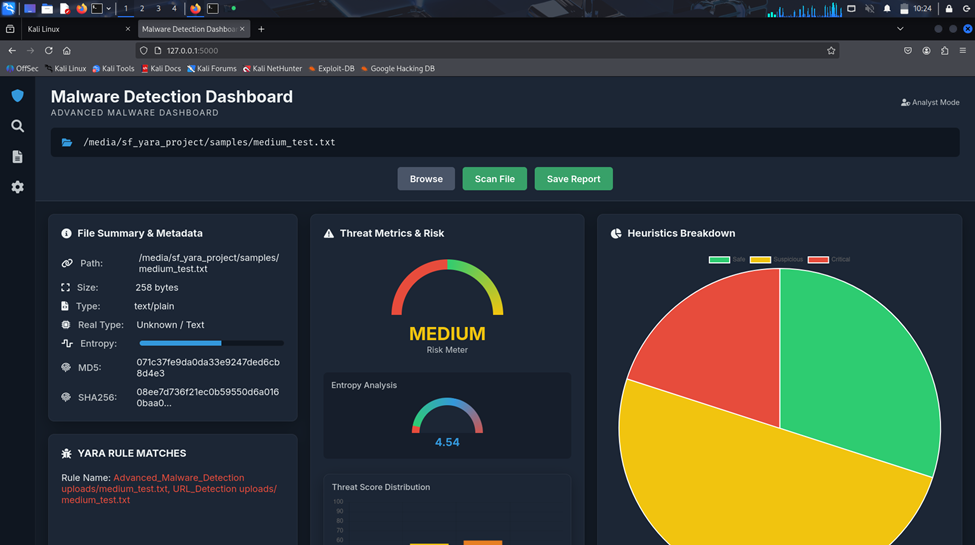 1 2 3 4
10:24
Kali Linux
Malware Detection Dashboa
127.0.0.1:5000
OffSec Kali Linux Kali Tools Kali Docs Kali Forums Kali NetHunter Exploit-DB Google Hacking DB
Malware Detection Dashboard
ADVANCED MALWARE DASHBOARD
Analyst Mode
/media/sf_yara_project/samples/medium_test.txt
Browse Scan File Save Report
File Summary & Metadata
Path: /media/sf_yara_project/samples/
medium_test.txt
Size: 258 bytes
Type: text/plain
Real Type: Unknown / Text
Entropy:
MD5: 071c37fe9da0da33e9247ded6cb
8d4e3
SHA256: 08ee7d736f21ec0b59550d6a016
0baa0...
YARA RULE MATCHES
Rule Name: Advanced_Malware_Detection
uploads/medium_test.txt, URL_Detection uploads/
medium_test.txt
Threat Metrics & Risk
MEDIUM
Risk Meter
Entropy Analysis
4.54
Threat Score Distribution
100
90
80
70
60
Heuristics Breakdown
Safe Suspicious Critical